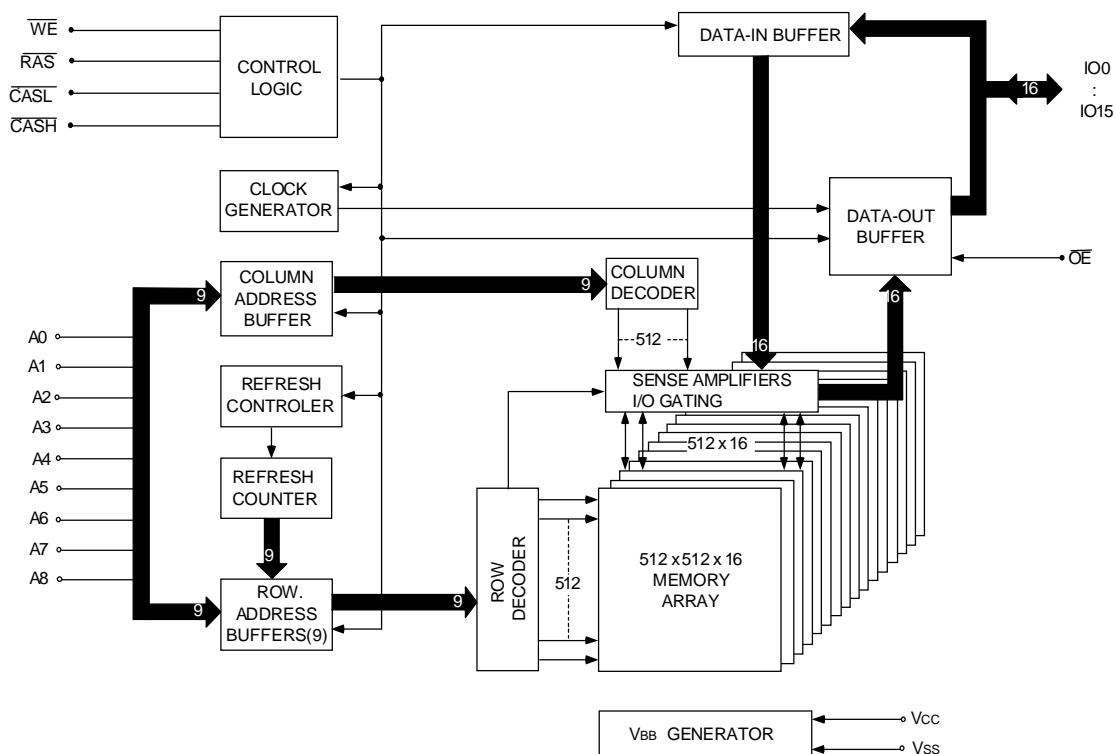 WE
RAS
CASL
CASH
CONTROL
LOGIC
DATA-IN BUFFER
16
IO0
:
IO15
CLOCK
GENERATOR
DATA-OUT
BUFFER
OE
9
COLUMN
ADDRESS
BUFFER
9
COLUMN
DECODER
16
A0
A1
A2
A3
A4
A5
A6
A7
A8
512
16
SENSE AMPLIFIERS
I/O GATING
REFRESH
CONTROLER
512 x 16
REFRESH
COUNTER
9
ROW
DECODER
512
512 x 512 x 16
MEMORY
ARRAY
9
ROW.
ADDRESS
BUFFERS(9)
9
VBB GENERATOR
VCC
VSS